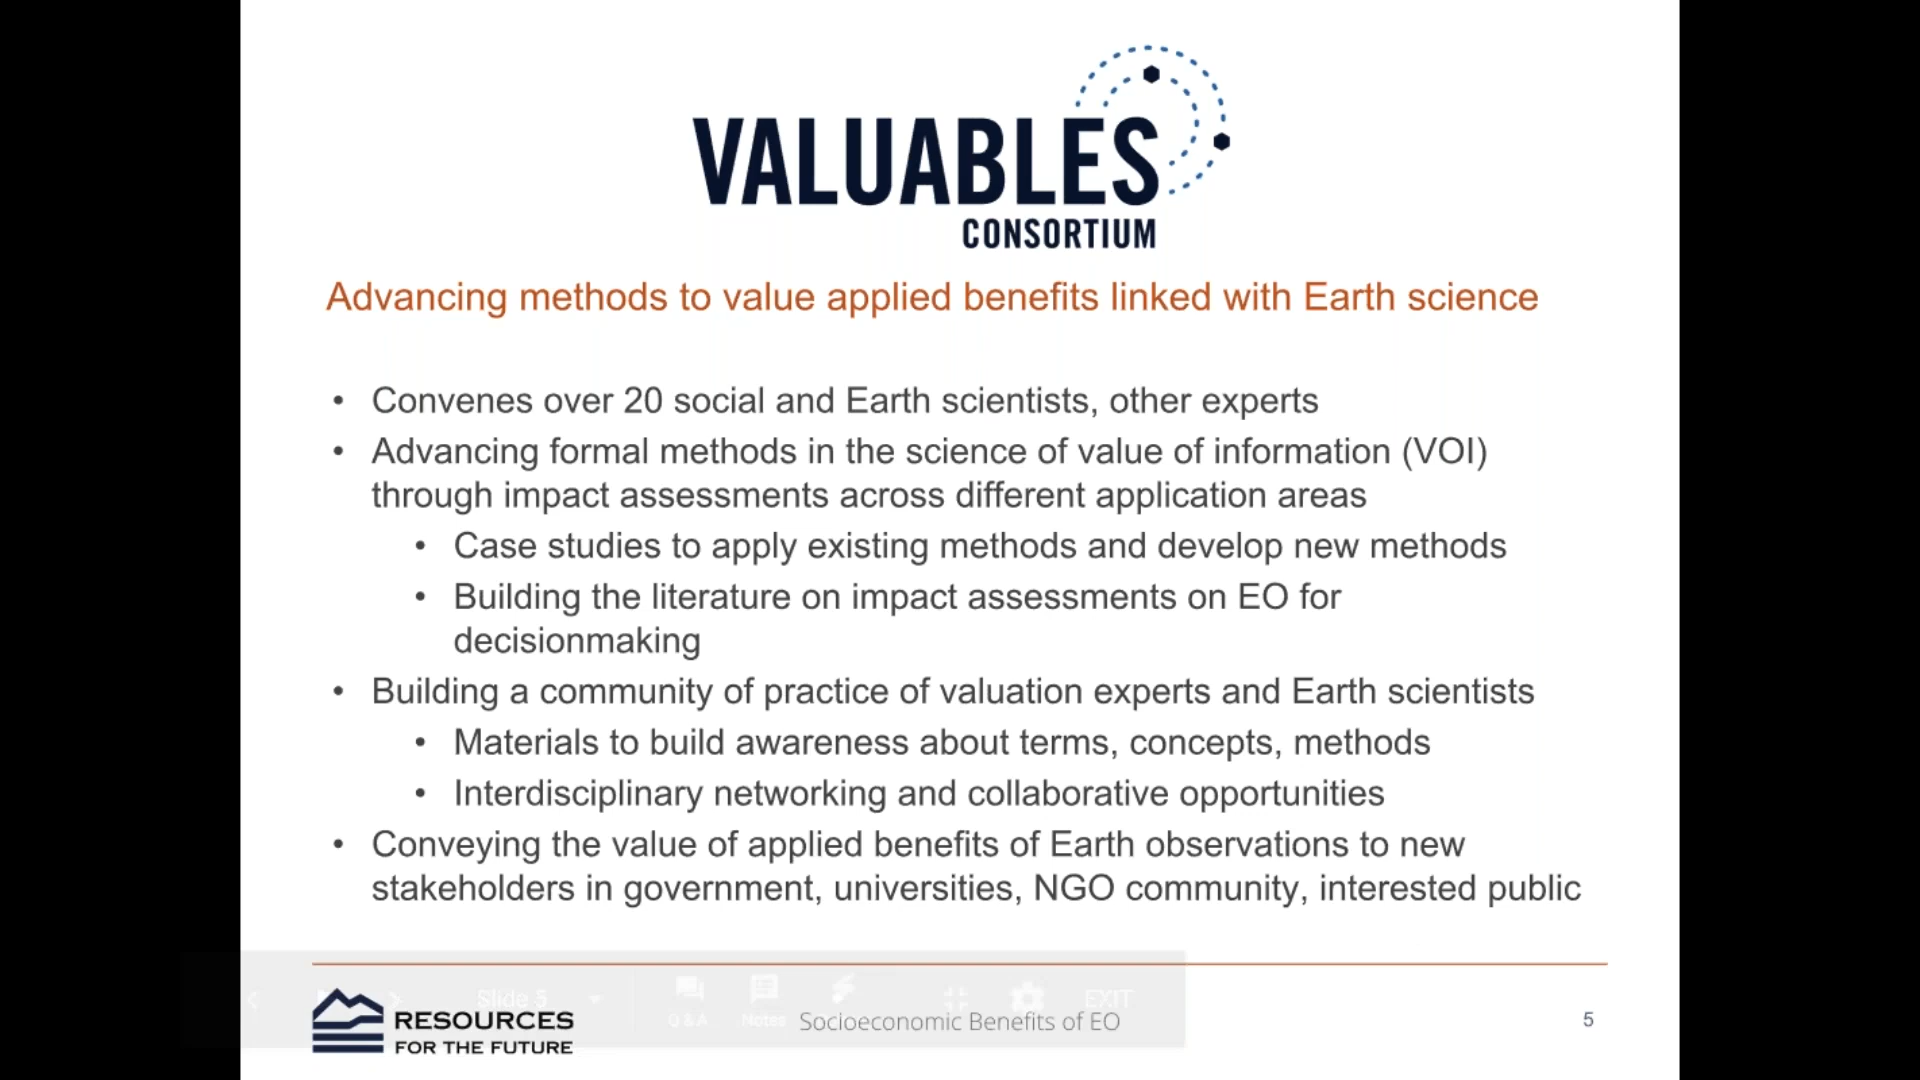 VALUABLES
CONSORTIUM
Advancing methods to value applied benefits linked with Earth science
• Convenes over 20 social and Earth scientists, other experts
• Advancing formal methods in the science of value of information (VOI)
through impact assessments across different application areas
• Case studies to apply existing methods and develop new methods
• Building the literature on impact assessments on EO for
decisionmaking
• Building a community of practice of valuation experts and Earth scientists
• Materials to build awareness about terms, concepts, methods
• Interdisciplinary networking and collaborative opportunities
• Conveying the value of applied benefits of Earth observations to new
stakeholders in government, universities, NGO community, interested public
Slide 5
Q & A
Notes
EXIT
RESOURCES
FOR THE FUTURE
Socioeconomic Benefits of EO
5